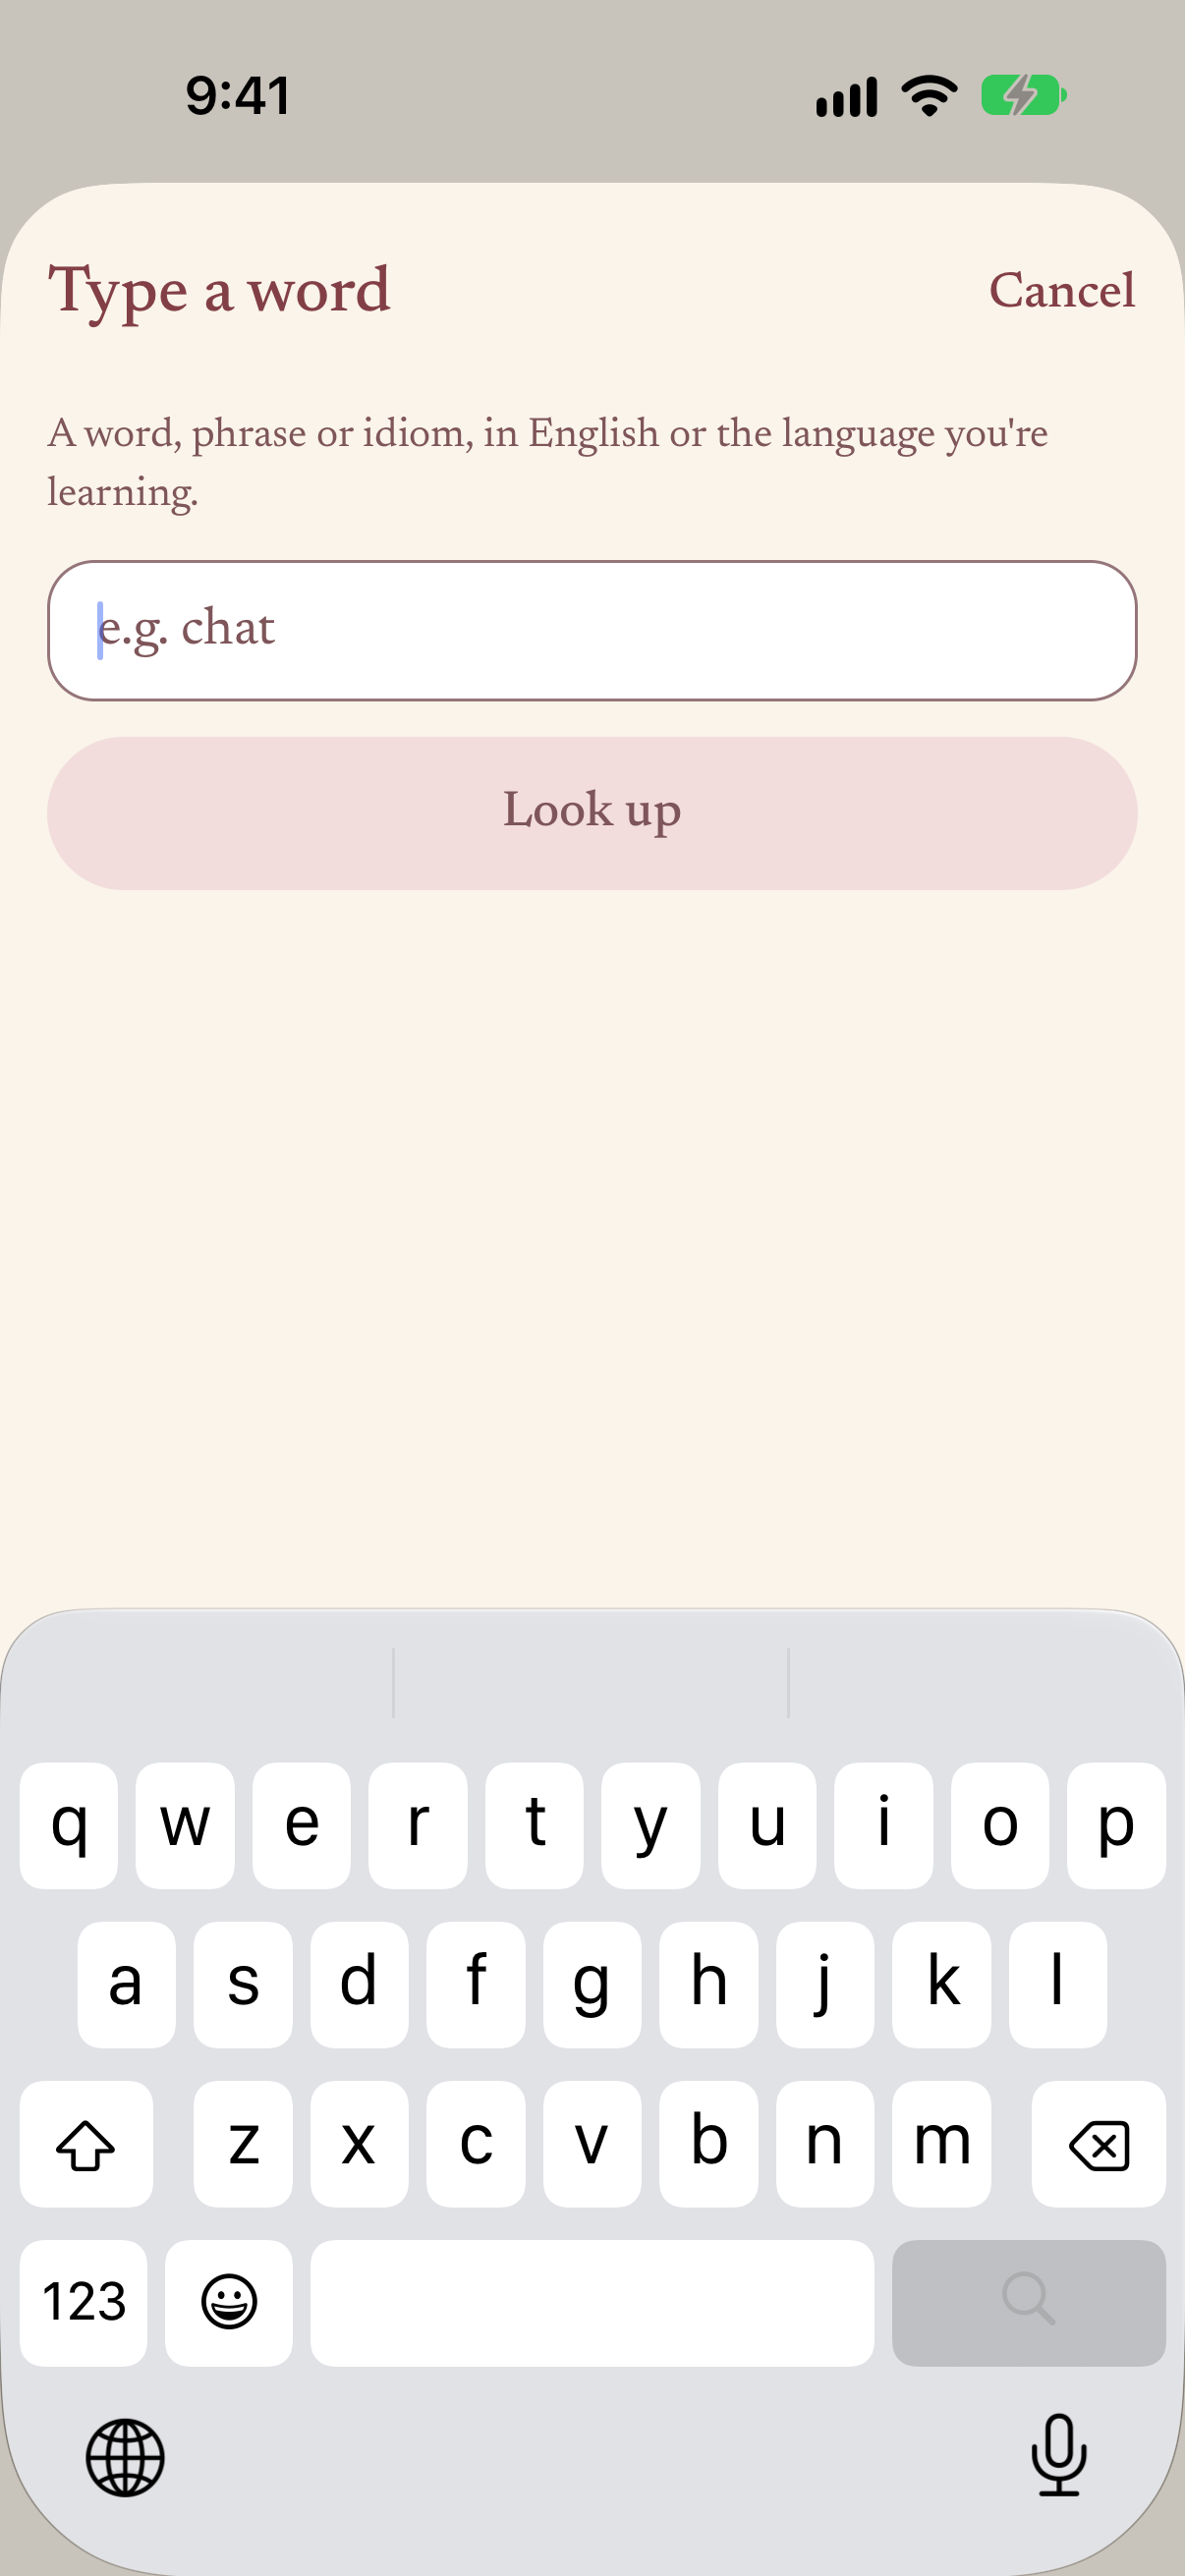 9:41
Type a word
Cancel
A word, phrase or idiom, in English or the language you're
learning.
e.g. chat
Look up
q w e r t y u i o p
a s d f g h j k l
z x c v b n m
123